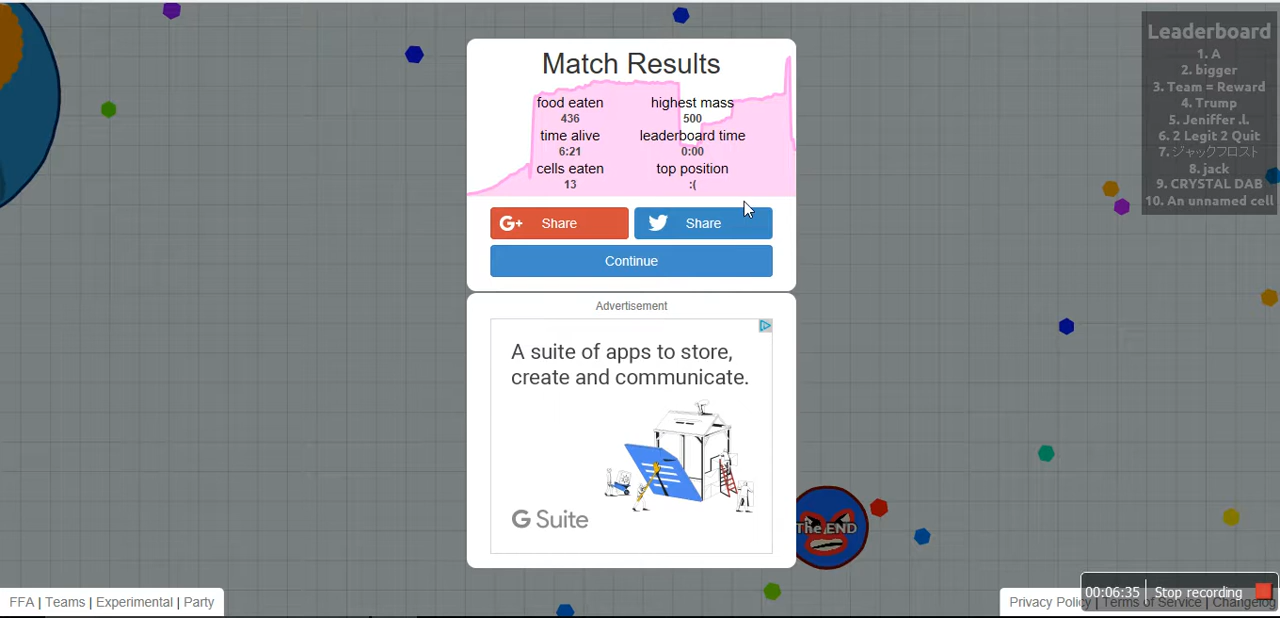 Match Results
food eaten
436
highest mass
500
time alive
6:21
leaderboard time
0:00
cells eaten
13
top position
:(
G+ Share
Share
Continue
Advertisement
A suite of apps to store,
create and communicate.
G Suite
Leaderboard
1. A
2. bigger
3. Team = Reward
4. Trump
5. Jeniffer .l.
6. 2 Legit 2 Quit
7. ジャックフロスト
8. jack
9. CRYSTAL DAB
10. An unnamed cell
The END
FFA | Teams | Experimental | Party
00:06:35 Stop recording
Privacy Policy | Terms of Service | Changelog